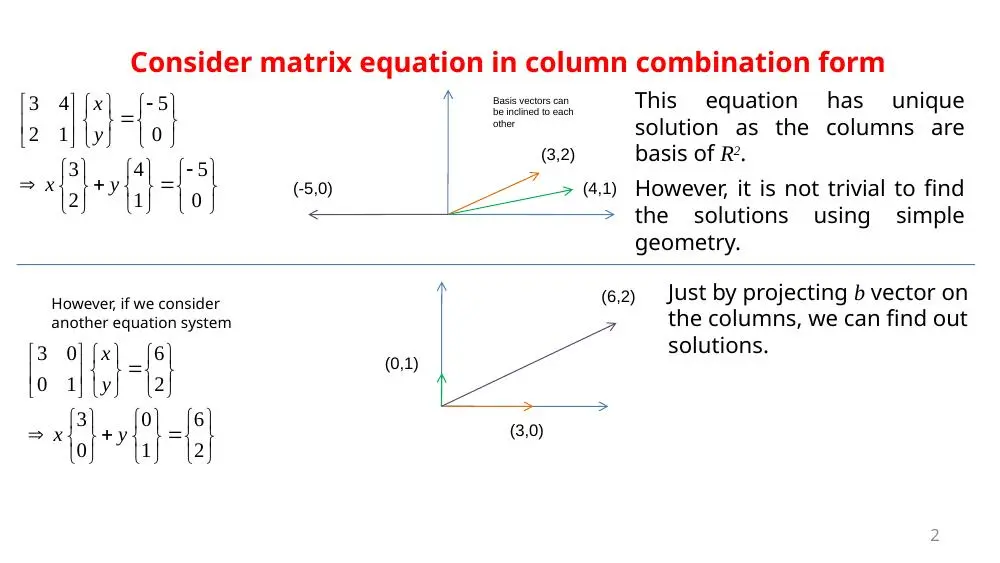 Consider matrix equation in column combination form
[3 4; 2 1] {x; y} = {-5; 0}
⇒ x {3; 2} + y {4; 1} = {-5; 0}
Basis vectors can
be inclined to each
other
(3,2)
(-5,0)
(4,1)
This equation has unique
solution as the columns are
basis of R².
However, it is not trivial to find
the solutions using simple
geometry.
However, if we consider
another equation system
[3 0; 0 1] {x; y} = {6; 2}
⇒ x {3; 0} + y {0; 1} = {6; 2}
(6,2)
(0,1)
(3,0)
Just by projecting b vector on
the columns, we can find out
solutions.
2